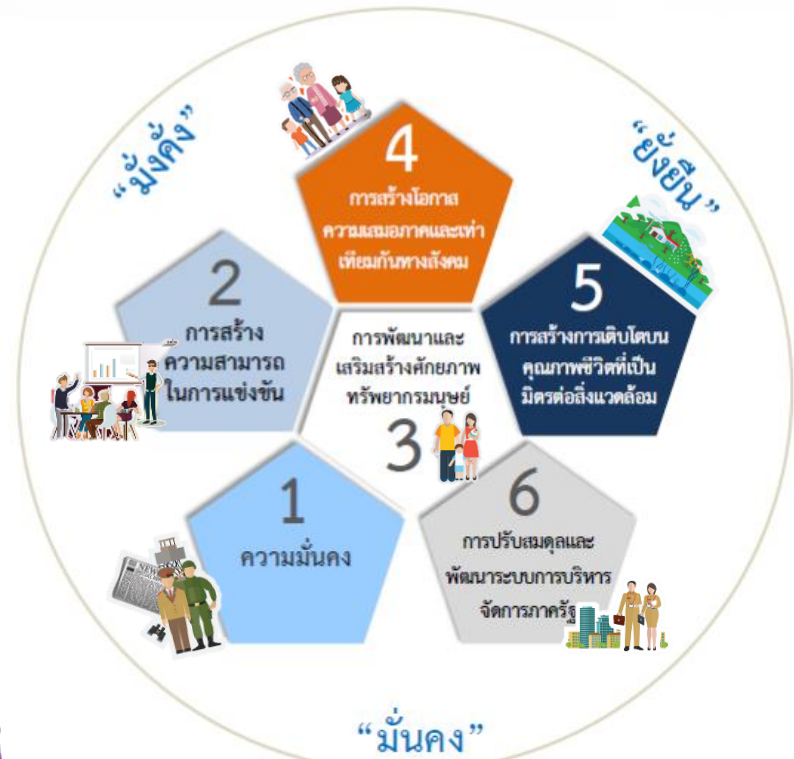 “มั่งคั่ง”
“ยั่งยืน”
4
การสร้างโอกาส
ความเสมอภาคและเท่า
เทียมกันทางสังคม
2
การสร้าง
ความสามารถ
ในการแข่งขัน
5
การสร้างการเติบโตบน
คุณภาพชีวิตที่เป็น
มิตรต่อสิ่งแวดล้อม
การพัฒนาและ
เสริมสร้างศักยภาพ
ทรัพยากรมนุษย์
3
1
ความมั่นคง
NEWS
6
การปรับสมดุลและ
พัฒนาระบบการบริหาร
จัดการภาครัฐ
“มั่นคง”